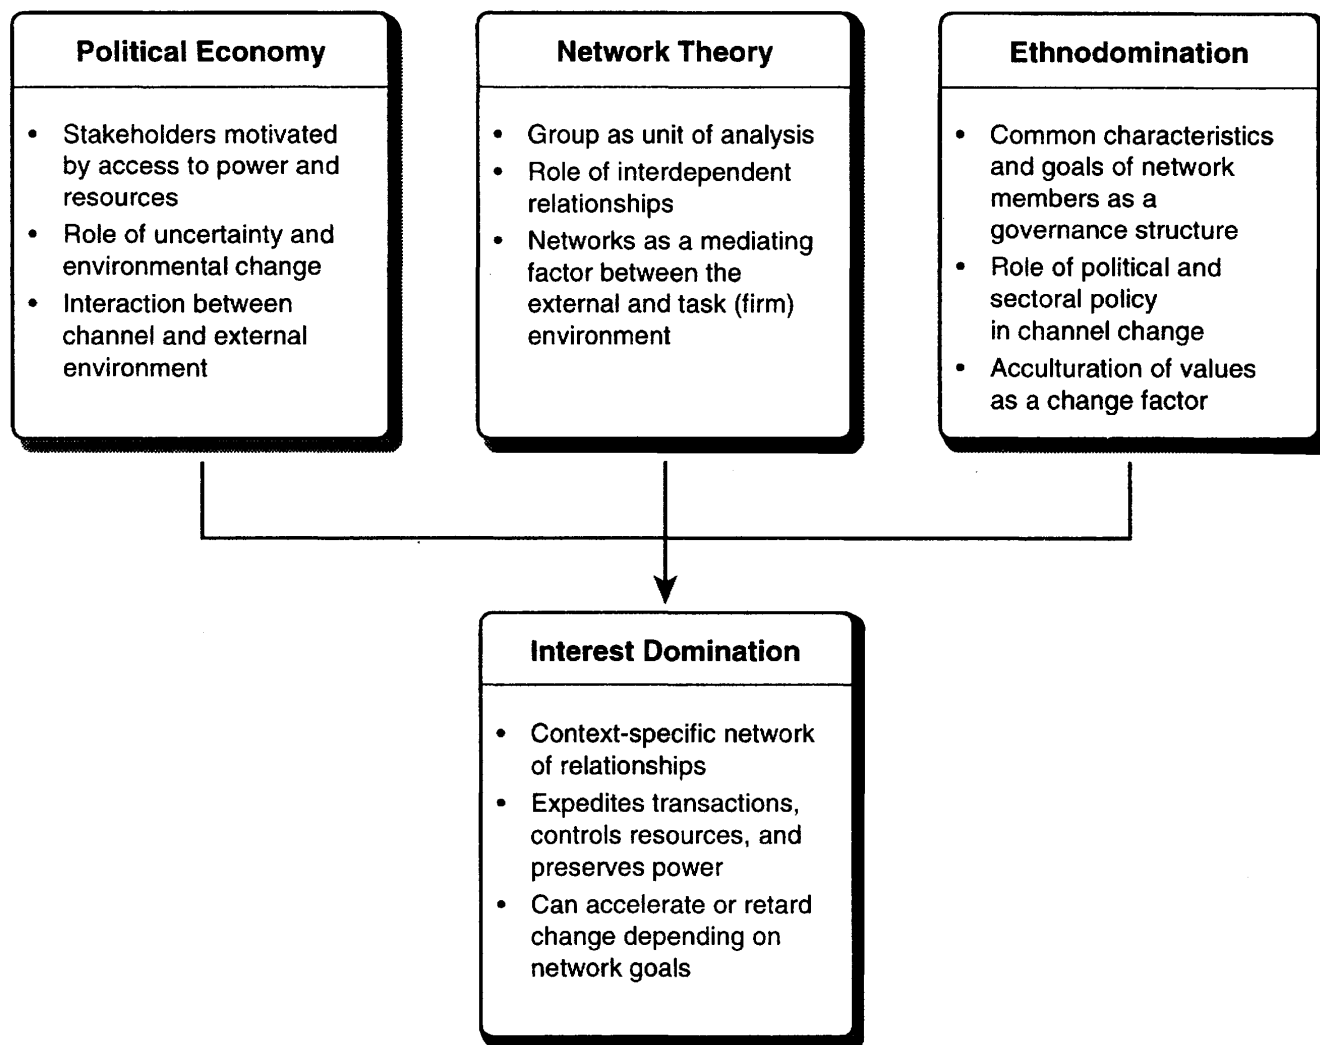 Political Economy
• Stakeholders motivated
by access to power and
resources
• Role of uncertainty and
environmental change
• Interaction between
channel and external
environment
Network Theory
• Group as unit of analysis
• Role of interdependent
relationships
• Networks as a mediating
factor between the
external and task (firm)
environment
Ethnodomination
• Common characteristics
and goals of network
members as a
governance structure
• Role of political and
sectoral policy
in channel change
• Acculturation of values
as a change factor
Interest Domination
• Context-specific network
of relationships
• Expedites transactions,
controls resources, and
preserves power
• Can accelerate or retard
change depending on
network goals